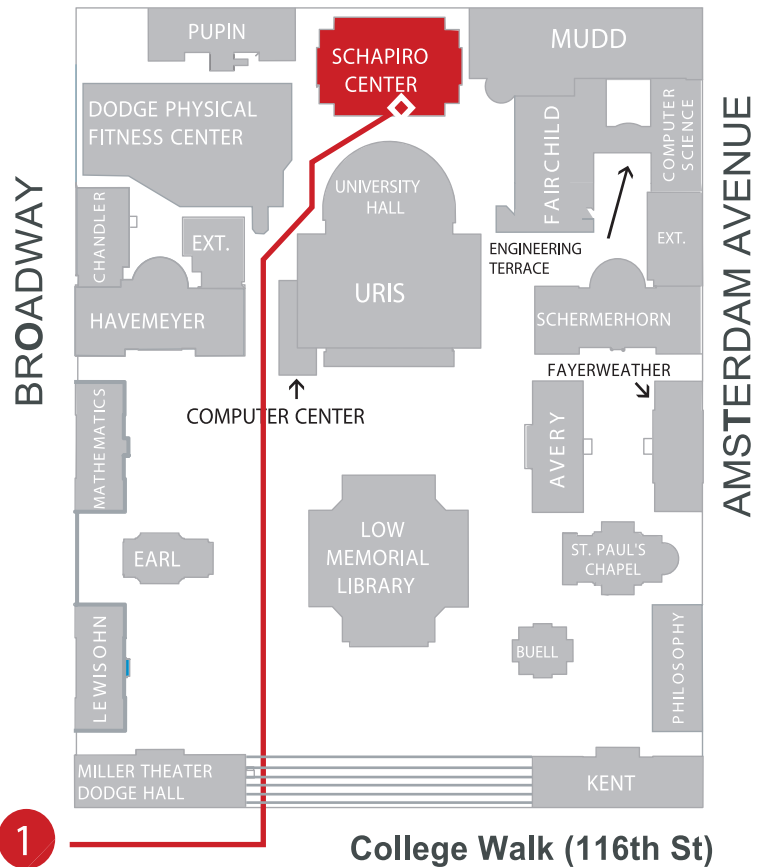 PUPIN
SCHAPIRO
CENTER
MUDD
DODGE PHYSICAL
FITNESS CENTER
FAIRCHILD
COMPUTER
SCIENCE
UNIVERSITY
HALL
BROADWAY
AMSTERDAM AVENUE
CHANDLER
EXT.
ENGINEERING
TERRACE
EXT.
URIS
HAVEMEYER
SCHERMERHORN
FAYERWEATHER
COMPUTER CENTER
MATHEMATICS
AVERY
LOW
MEMORIAL
LIBRARY
EARL
ST. PAUL'S
CHAPEL
LEWISOHN
BUELL
PHILOSOPHY
MILLER THEATER
DODGE HALL
KENT
1
College Walk (116th St)